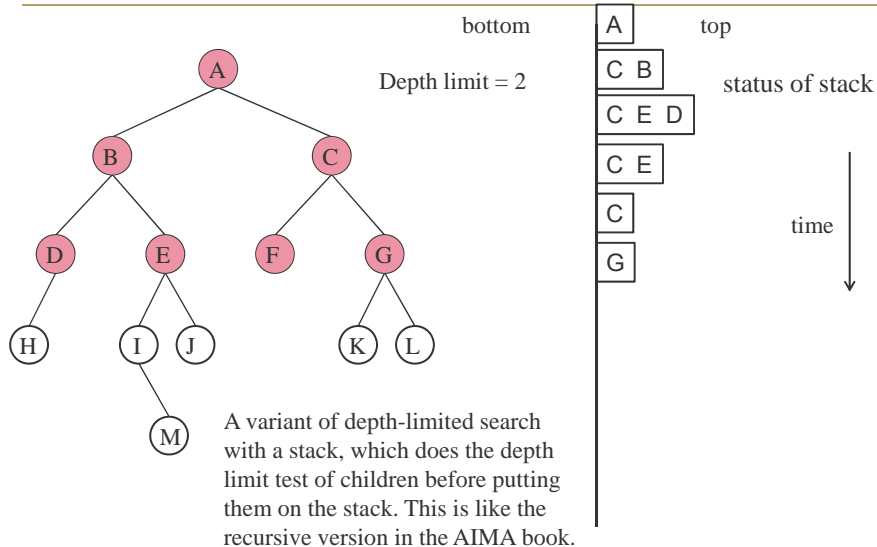 bottom
A
top
Depth limit = 2
C B
status of stack
C E D
C E
C
G
time
A
B
C
D
E
F
G
H
I
J
K
L
M
A variant of depth-limited search
with a stack, which does the depth
limit test of children before putting
them on the stack. This is like the
recursive version in the AIMA book.